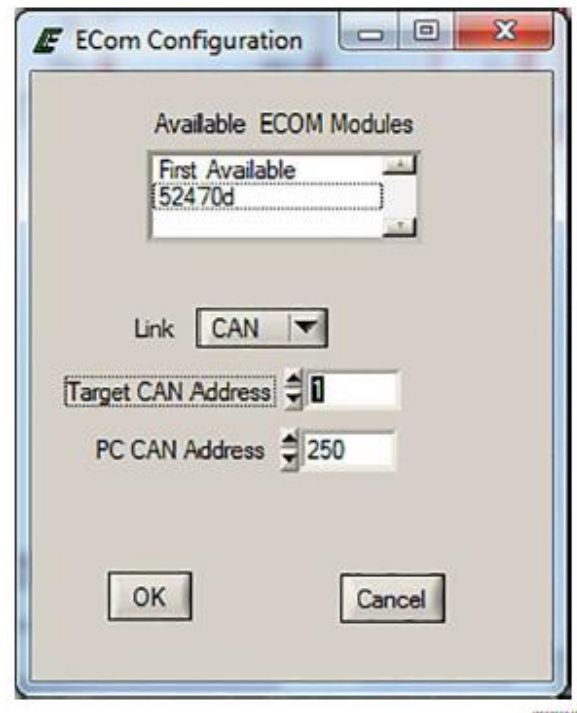 ECom Configuration
Available ECOM Modules
First Available
52470d
Link CAN
Target CAN Address 1
PC CAN Address 250
OK Cancel